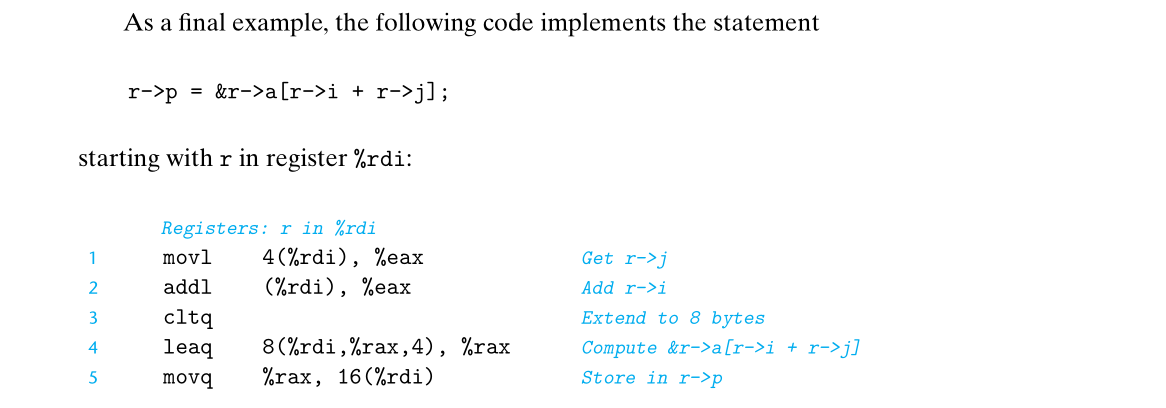 As a final example, the following code implements the statement
r->p = &r->a[r->i + r->j];
starting with r in register %rdi:
Registers: r in %rdi
1 movl 4(%rdi), %eax Get r->j
2 addl (%rdi), %eax Add r->i
3 cltq Extend to 8 bytes
4 leaq 8(%rdi,%rax,4), %rax Compute &r->a[r->i + r->j]
5 movq %rax, 16(%rdi) Store in r->p